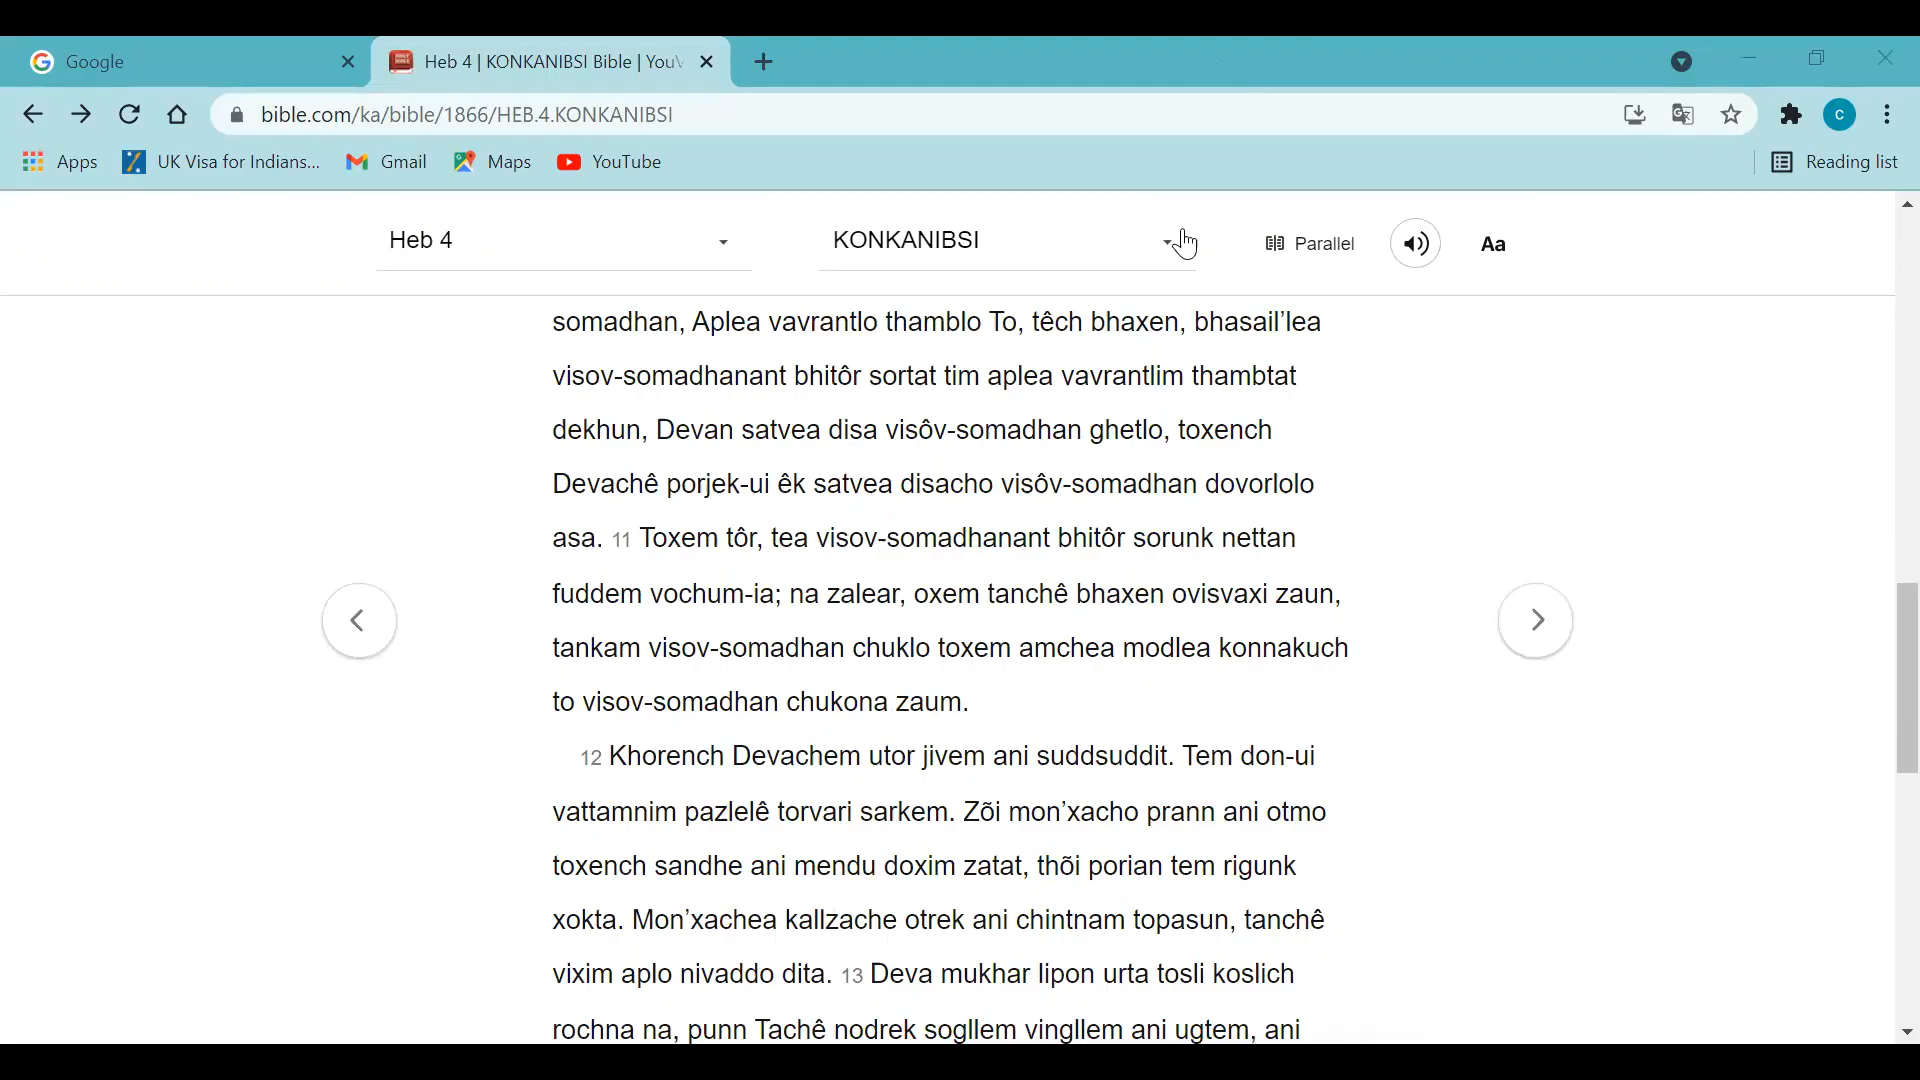 Google
Heb 4 | KONKANIBSI Bible | YouV
bible.com/ka/bible/1866/HEB.4.KONKANIBSI
c
Apps
UK Visa for Indians...
Gmail
Maps
YouTube
Reading list
Heb 4
KONKANIBSI
Parallel
Aa
somadhan, Aplea vavrantlo thamblo To, têch bhaxen, bhasail’lea
visov-somadhanant bhitôr sortat tim aplea vavrantlim thambtat
dekhun, Devan satvea disa visôv-somadhan ghetlo, toxench
Devachê porjek-ui êk satvea disacho visôv-somadhan dovorlolo
asa. 11 Toxem tôr, tea visov-somadhanant bhitôr sorunk nettan
fuddem vochum-ia; na zalear, oxem tanchê bhaxen ovisvaxi zaun,
tankam visov-somadhan chuklo toxem amchea modlea konnakuch
to visov-somadhan chukona zaum.
12 Khorench Devachem utor jivem ani suddsuddit. Tem don-ui
vattamnim pazlelê torvari sarkem. Zõi mon’xacho prann ani otmo
toxench sandhe ani mendu doxim zatat, thõi porian tem rigunk
xokta. Mon’xachea kallzache otrek ani chintnam topasun, tanchê
vixim aplo nivaddo dita. 13 Deva mukhar lipon urta tosli koslich
rochna na, punn Tachê nodrek sogllem vingllem ani ugtem, ani